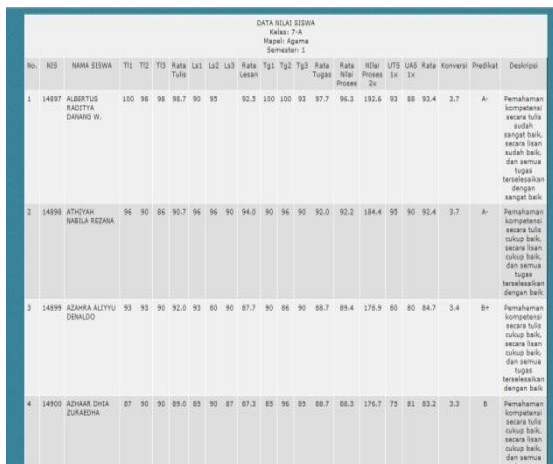 DATA NILAI SISWA
Kelas: 7-A
Mapel: Agama
Semester: 1
No. NIS NAMA SISWA Tl1 Tl2 Tl3 Rata Tulis Ls1 Ls2 Ls3 Rata Lesan Tg1 Tg2 Tg3 Rata Tugas Rata Nilai Proses Nilai Proses 2x UTS 1x UAS 1x Rata Konversi Predikat Deskripsi
1 14897 ALBERTUS RADITYA DANANG W. 100 98 98 98.7 90 95 92.5 100 100 93 97.7 96.3 192.6 93 88 93.4 3.7 A-
Pemahaman
kompetensi
secara tulis
sudah
sangat baik,
secara lisan
sudah baik,
dan semua
tugas
terselesaikan
dengan
sangat baik
2 14898 ATHIYAH NABILA REZANA 96 90 86 90.7 96 96 90 94.0 90 96 90 92.0 92.2 184.4 95 90 92.4 3.7 A-
Pemahaman
kompetensi
secara tulis
cukup baik,
secara lisan
cukup baik,
dan semua
tugas
terselesaikan
dengan baik
3 14899 AZAHRA ALIYYU DENALDO 93 93 90 92.0 93 80 90 87.7 90 86 90 88.7 89.4 178.9 80 80 84.7 3.4 B+
Pemahaman
kompetensi
secara tulis
cukup baik,
secara lisan
cukup baik,
dan semua
tugas
terselesaikan
dengan baik
4 14900 AZHAAR DHIA ZURAEDHA 87 90 90 89.0 85 90 87 87.3 85 96 85 88.7 88.3 176.7 75 81 83.2 3.3 B
Pemahaman
kompetensi
secara tulis
cukup baik,
secara lisan
cukup baik,
dan semua